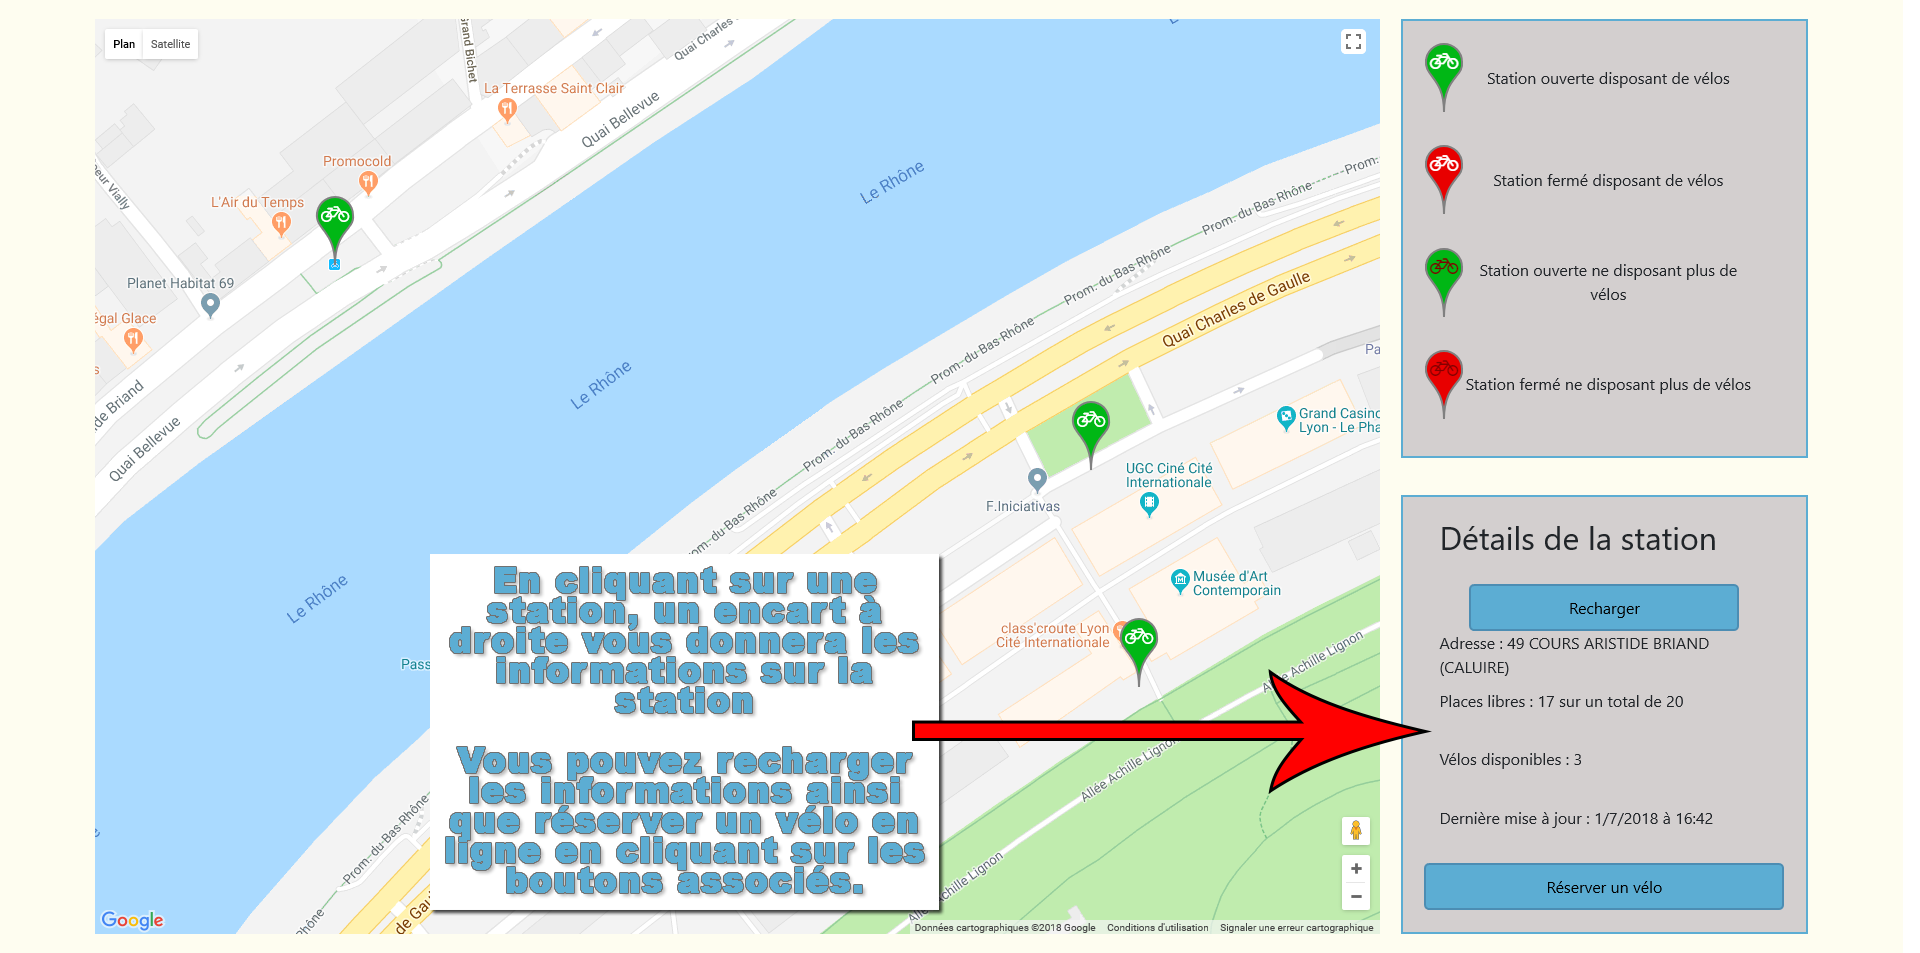 Plan
Satellite
Grand Bichet
Quai Charles
La Terrasse Saint Clair
Quai Bellevue
Promocold
L'Air du Temps
Planet Habitat 69
égal Glace
eur Vially
s
de Briand
Quai Bellevue
Le Rhône
Le Rhône
Le Rhône
Prom.
Prom. du Bas Rhône
Prom. du Bas Rhône
Prom. du Bas Rhône
Prom. du Bas Rhône
Prom. du Bas Rhône
Prom. du Bas Rhône
Rhône
Quai Charles de Gaulle
Pa
Grand Casino
Lyon - Le Pha
UGC Ciné Cité
Internationale
F.Iniciativas
Musée d'Art
Contemporain
class'croute Lyon
Cité Internationale
Pass
Allée Achille Lignon
Allée Achille Lignon
Allée Achille Lignon
de Gau
En cliquant sur une
station, un encart à
droite vous donnera les
informations sur la
station
Vous pouvez recharger
les informations ainsi
que réserver un vélo en
ligne en cliquant sur les
boutons associés.
Google
Données cartographiques ©2018 Google
Conditions d'utilisation
Signaler une erreur cartographique
Station ouverte disposant de vélos
Station fermé disposant de vélos
Station ouverte ne disposant plus de
vélos
Station fermé ne disposant plus de vélos
Détails de la station
Recharger
Adresse : 49 COURS ARISTIDE BRIAND
(CALUIRE)
Places libres : 17 sur un total de 20
Vélos disponibles : 3
Dernière mise à jour : 1/7/2018 à 16:42
Réserver un vélo